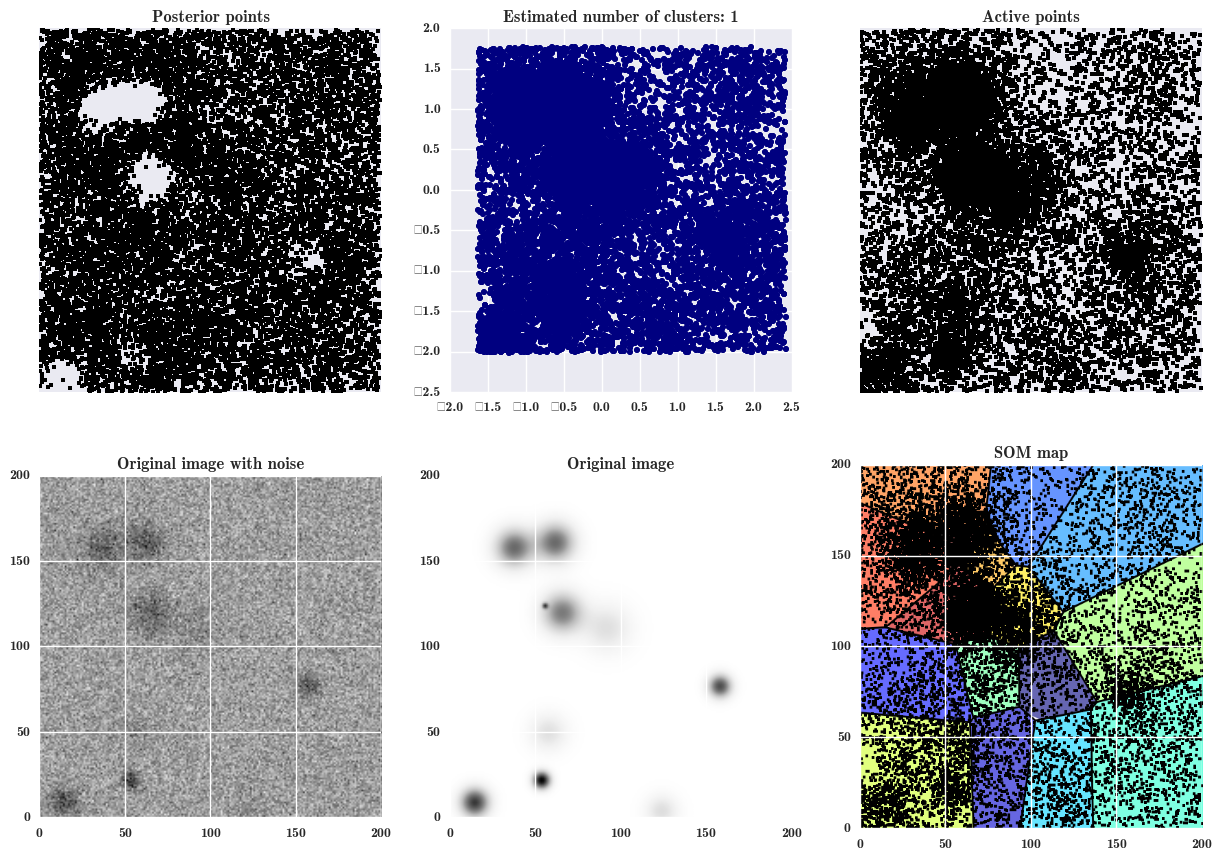 Posterior points
Estimated number of clusters: 1
Active points
2.0
1.5
1.0
0.5
0.0
□0.5
□1.0
□1.5
□2.0
□2.5
□2.0 □1.5 □1.0 □0.5 0.0 0.5 1.0 1.5 2.0 2.5
Original image with noise
Original image
SOM map
200
150
100
50
0
0 50 100 150 200
200
150
100
50
0
0 50 100 150 200
200
150
100
50
0
0 50 100 150 200